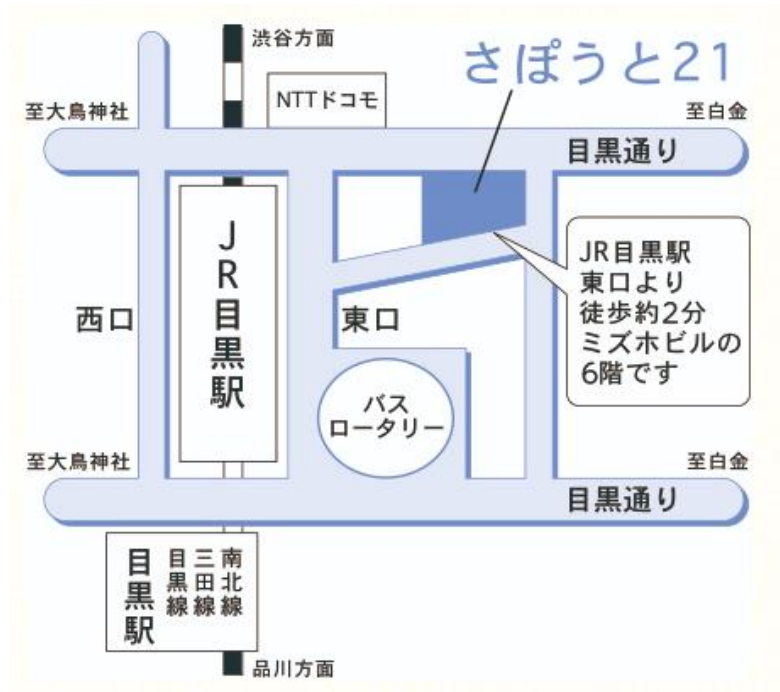 渋谷方面
さぽうと21
NTTドコモ
至大鳥神社
至白金
目黒通り
JR目黒駅
西口
東口
JR目黒駅
東口より
徒歩約2分
ミズホビルの
6階です
バス
ロータリー
至大鳥神社
至白金
目黒通り
目黒駅
目黒線
三田線
南北線
品川方面